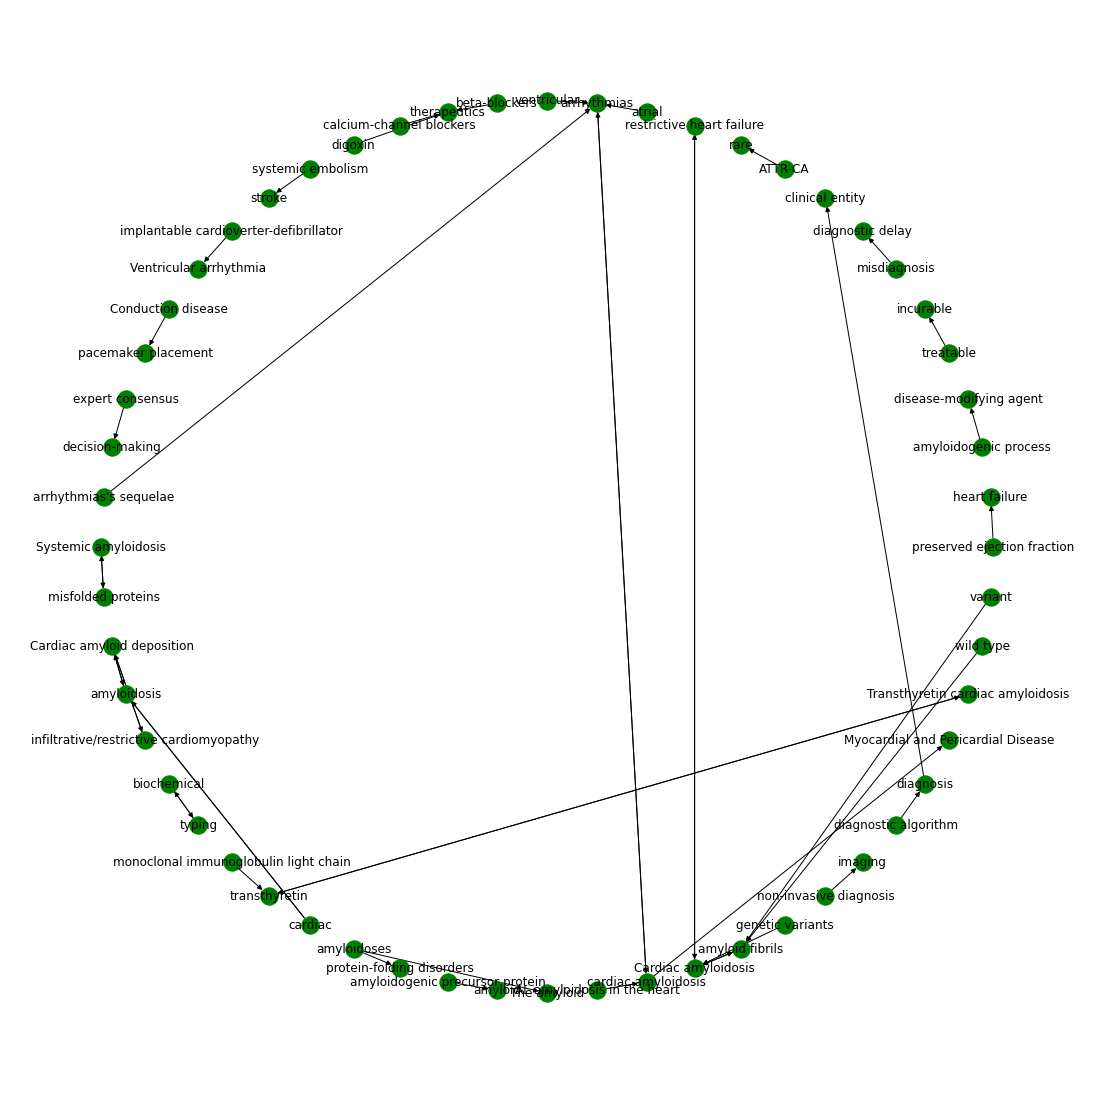 ventricular
beta-blockers
arrhythmias
therapeutics
atrial
calcium-channel blockers
restrictive heart failure
digoxin
rare
systemic embolism
ATTR-CA
stroke
clinical entity
implantable cardioverter-defibrillator
diagnostic delay
Ventricular arrhythmia
misdiagnosis
Conduction disease
incurable
pacemaker placement
treatable
expert consensus
disease-modifying agent
decision-making
amyloidogenic process
arrhythmias's sequelae
heart failure
Systemic amyloidosis
preserved ejection fraction
misfolded proteins
variant
Cardiac amyloid deposition
wild type
amyloidosis
Transthyretin cardiac amyloidosis
infiltrative/restrictive cardiomyopathy
Myocardial and Pericardial Disease
biochemical
diagnosis
typing
diagnostic algorithm
monoclonal immunoglobulin light chain
imaging
transthyretin
non-invasive diagnosis
cardiac
genetic variants
amyloidoses
amyloid fibrils
protein-folding disorders
Cardiac amyloidosis
amyloidogenic precursor protein
cardiac amyloidosis
in the heart
The amyloid